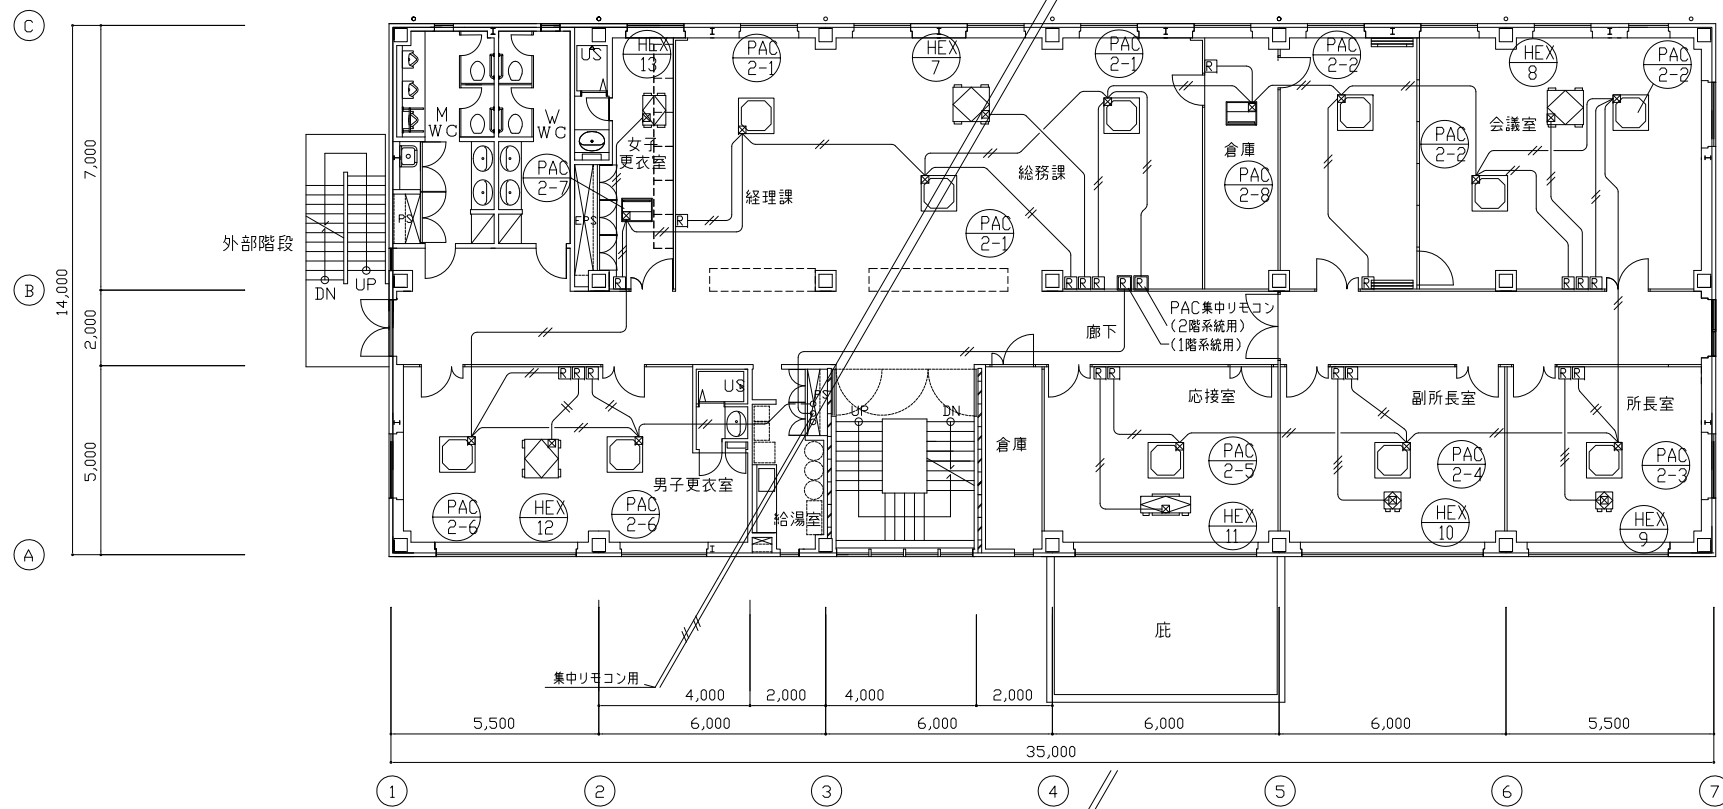 C
HEX
13
PAC
2-1
HEX
7
PAC
2-1
PAC
2-2
HEX
8
PAC
2-2
US
M
WC
W
WC
女子
更衣室
PAC
2-7
会議室
PAC
2-2
倉庫
PAC
2-8
総務課
経理課
PAC
2-1
7,000
PS
EPS
外部階段
DN
UP
R
R
R
R R R
R
R
R
R R R
B
14,000
2,000
PAC集中リモコン
(2階系統用)
(1階系統用)
廊下
R R R
US
PS
UP
DN
R R
応接室
R R
副所長室
R R
所長室
5,000
倉庫
PAC
2-5
PAC
2-4
PAC
2-3
男子更衣室
給湯室
PAC
2-6
HEX
12
PAC
2-6
HEX
11
HEX
10
HEX
9
A
庇
集中リモコン用
4,000
2,000
4,000
2,000
5,500
6,000
6,000
6,000
6,000
5,500
35,000
1
2
3
4
5
6
7